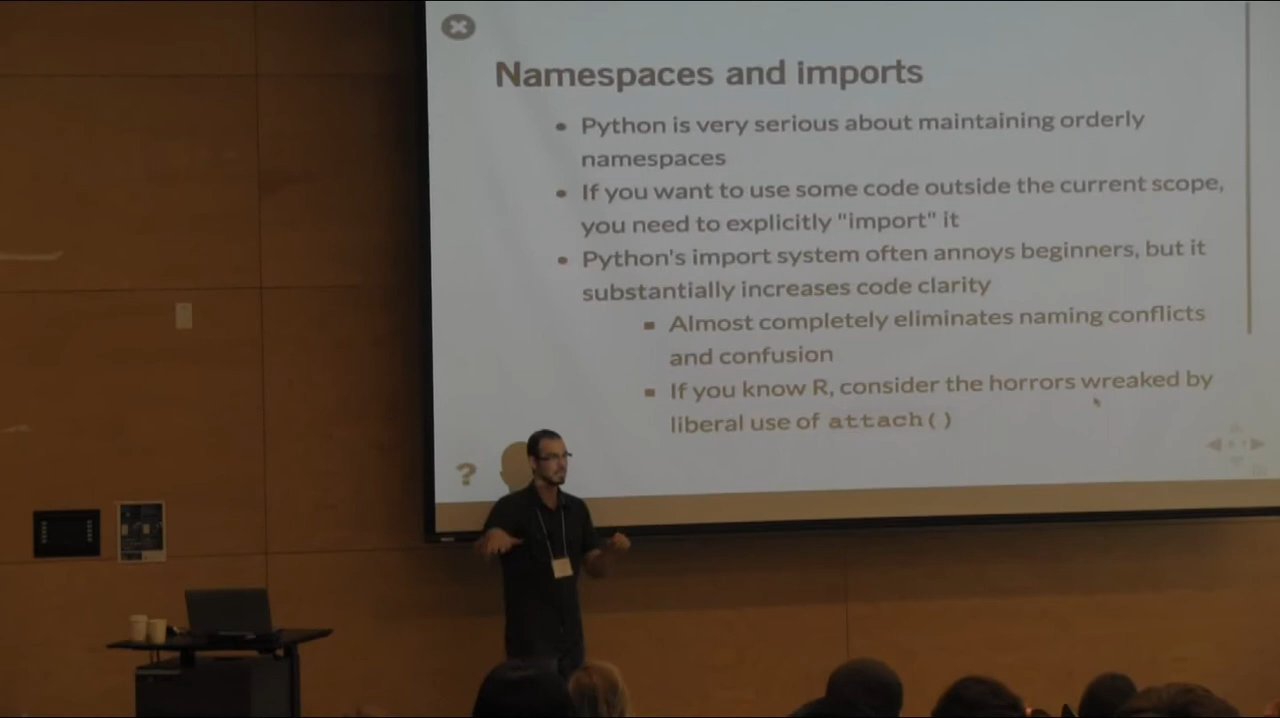 Namespaces and imports
Python is very serious about maintaining orderly
namespaces
If you want to use some code outside the current scope,
you need to explicitly "import" it
Python's import system often annoys beginners, but it
substantially increases code clarity
Almost completely eliminates naming conflicts
and confusion
If you know R, consider the horrors wreaked by
liberal use of attach()
?